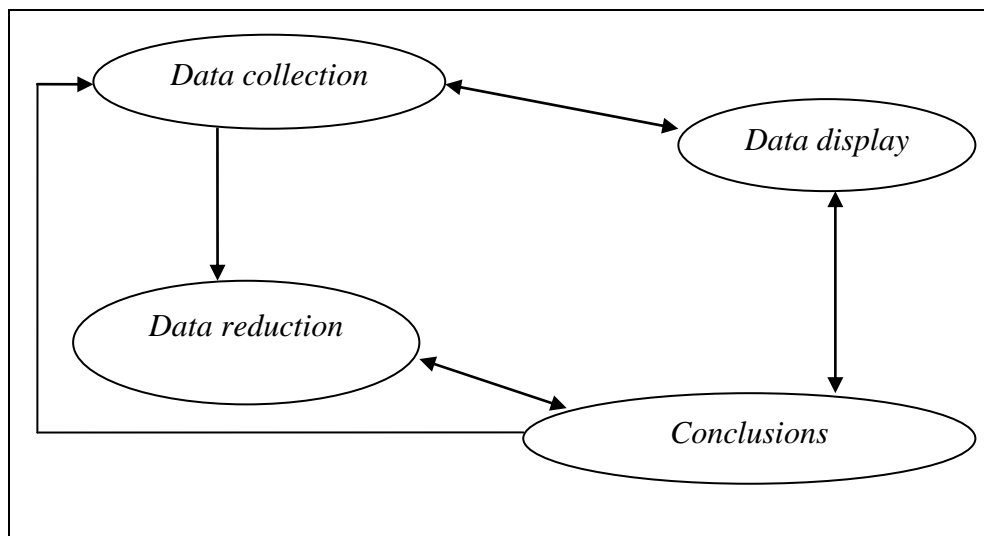 Data collection
Data display
Data reduction
Conclusions